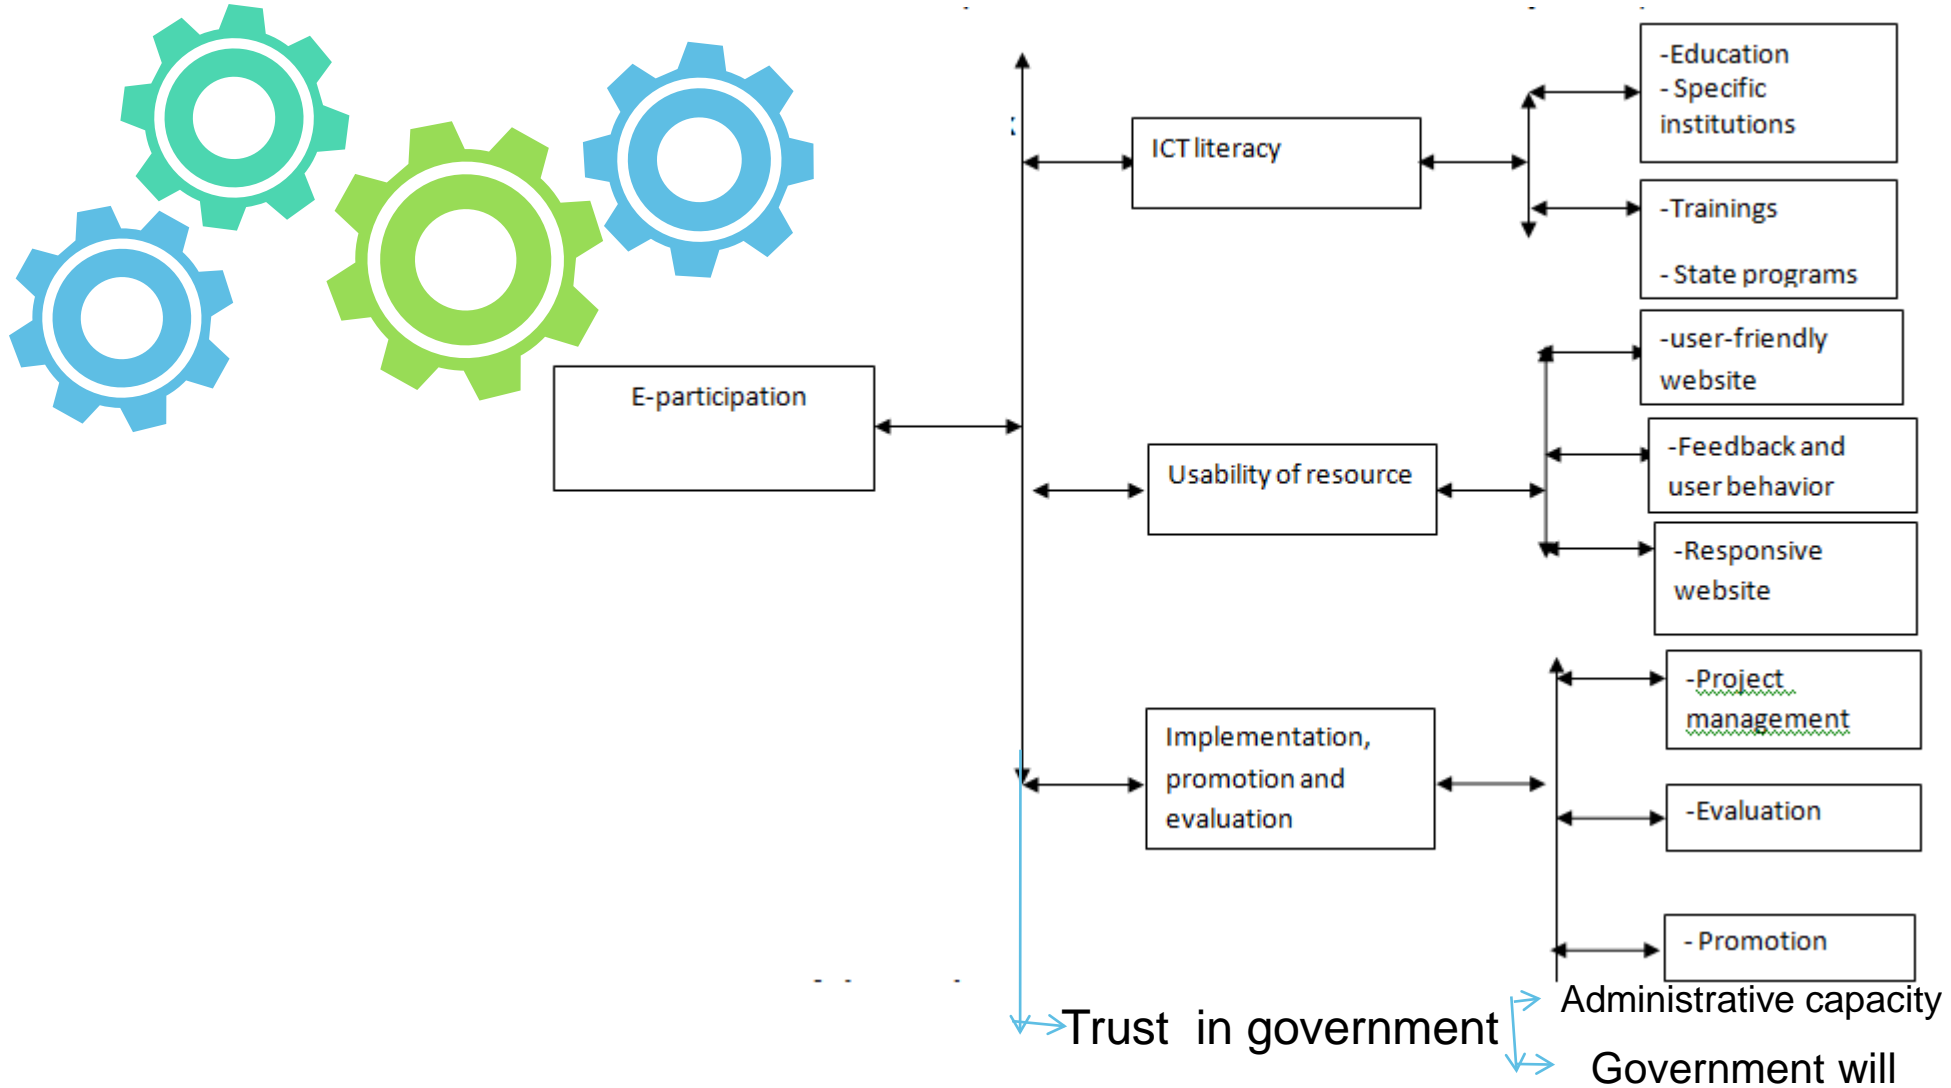 -Education
- Specific
institutions
ICT literacy
-Trainings
- State programs
-user-friendly
website
E-participation
-Feedback and
user behavior
Usability of resource
-Responsive
website
-Project
management
Implementation,
promotion and
evaluation
-Evaluation
- Promotion
Administrative capacity
Trust in government
Government will